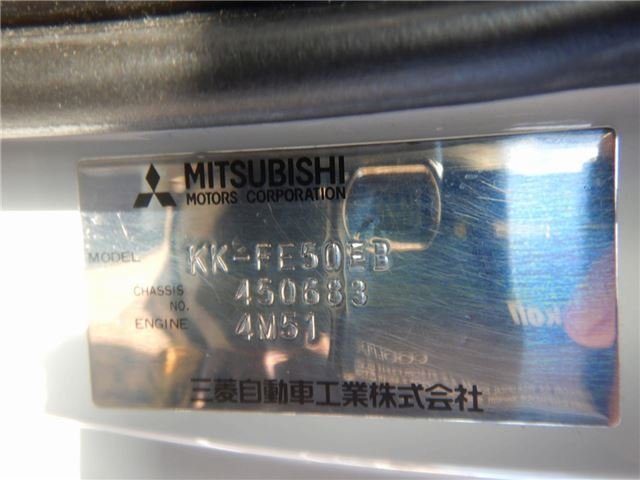 MITSUBISHI
MOTORS CORPORATION
MODEL KK-FE50EB
CHASSIS NO. 450683
ENGINE 4M51
三菱自動車工業株式会社